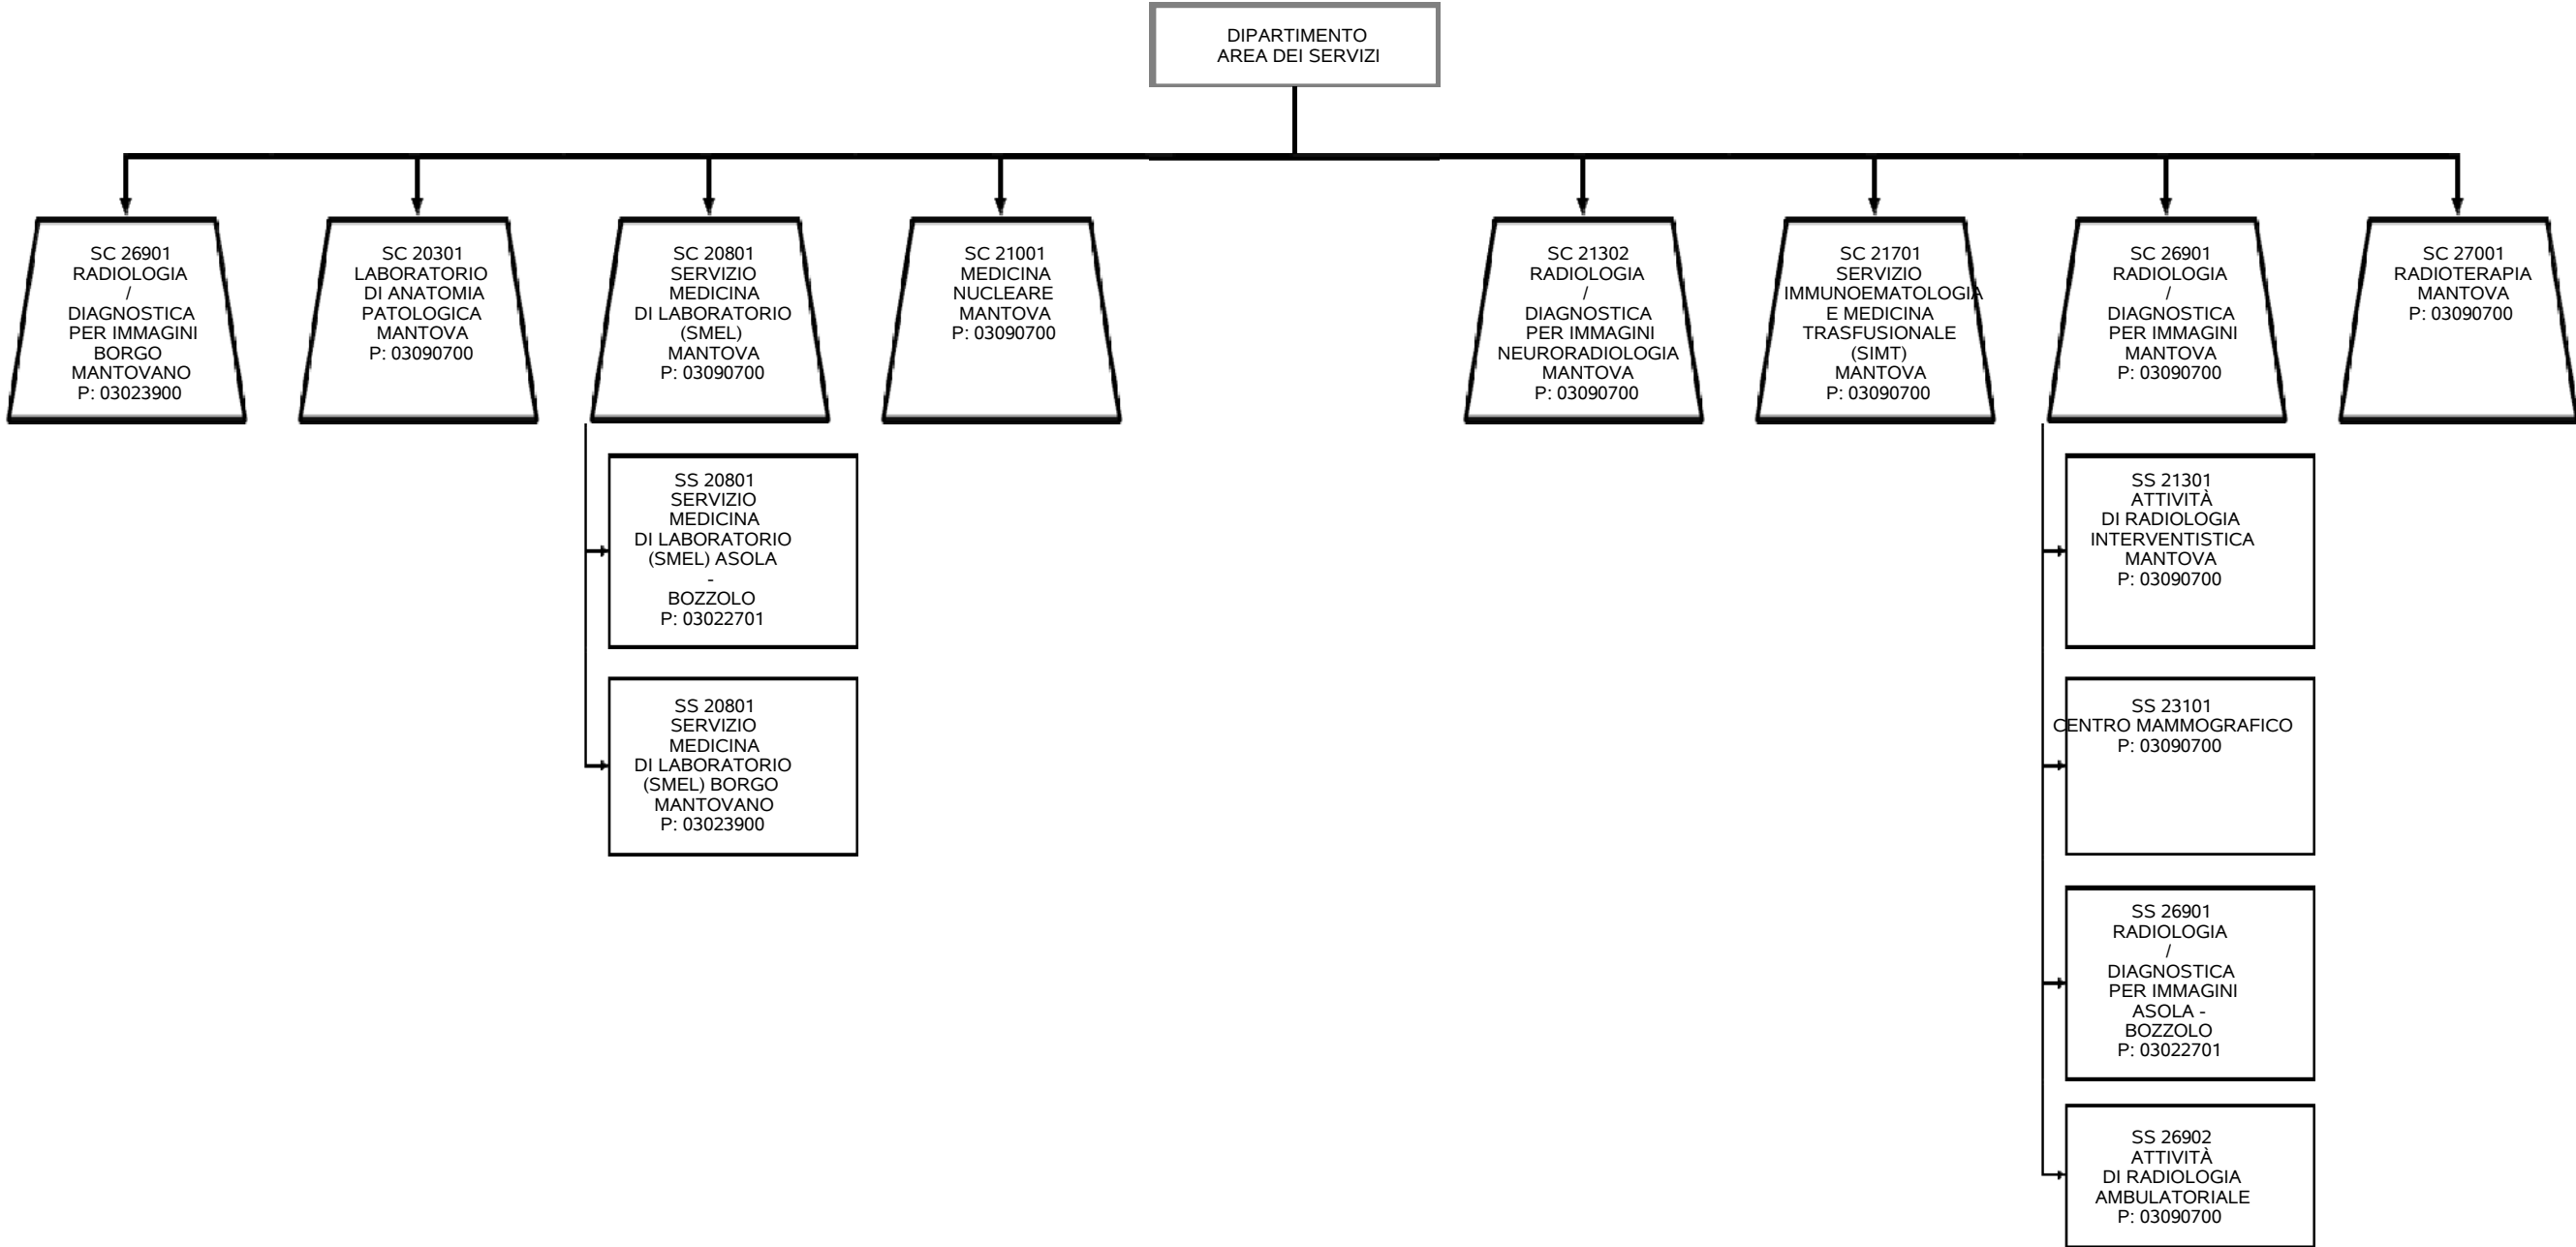 DIPARTIMENTO
AREA DEI SERVIZI
SC 26901
RADIOLOGIA
/
DIAGNOSTICA
PER IMMAGINI
BORGO
MANTOVANO
P: 03023900
SC 20301
LABORATORIO
DI ANATOMIA
PATOLOGICA
MANTOVA
P: 03090700
SC 20801
SERVIZIO
MEDICINA
DI LABORATORIO
(SMEL)
MANTOVA
P: 03090700
SC 21001
MEDICINA
NUCLEARE
MANTOVA
P: 03090700
SC 21302
RADIOLOGIA
/
DIAGNOSTICA
PER IMMAGINI
NEURORADIOLOGIA
MANTOVA
P: 03090700
SC 21701
SERVIZIO
IMMUNOEMATOLOGIA
E MEDICINA
TRASFUSIONALE
(SIMT)
MANTOVA
P: 03090700
SC 26901
RADIOLOGIA
/
DIAGNOSTICA
PER IMMAGINI
MANTOVA
P: 03090700
SC 27001
RADIOTERAPIA
MANTOVA
P: 03090700
SS 20801
SERVIZIO
MEDICINA
DI LABORATORIO
(SMEL) ASOLA
-
BOZZOLO
P: 03022701
SS 20801
SERVIZIO
MEDICINA
DI LABORATORIO
(SMEL) BORGO
MANTOVANO
P: 03023900
SS 21301
ATTIVITÀ
DI RADIOLOGIA
INTERVENTISTICA
MANTOVA
P: 03090700
SS 23101
CENTRO MAMMOGRAFICO
P: 03090700
SS 26901
RADIOLOGIA
/
DIAGNOSTICA
PER IMMAGINI
ASOLA -
BOZZOLO
P: 03022701
SS 26902
ATTIVITÀ
DI RADIOLOGIA
AMBULATORIALE
P: 03090700